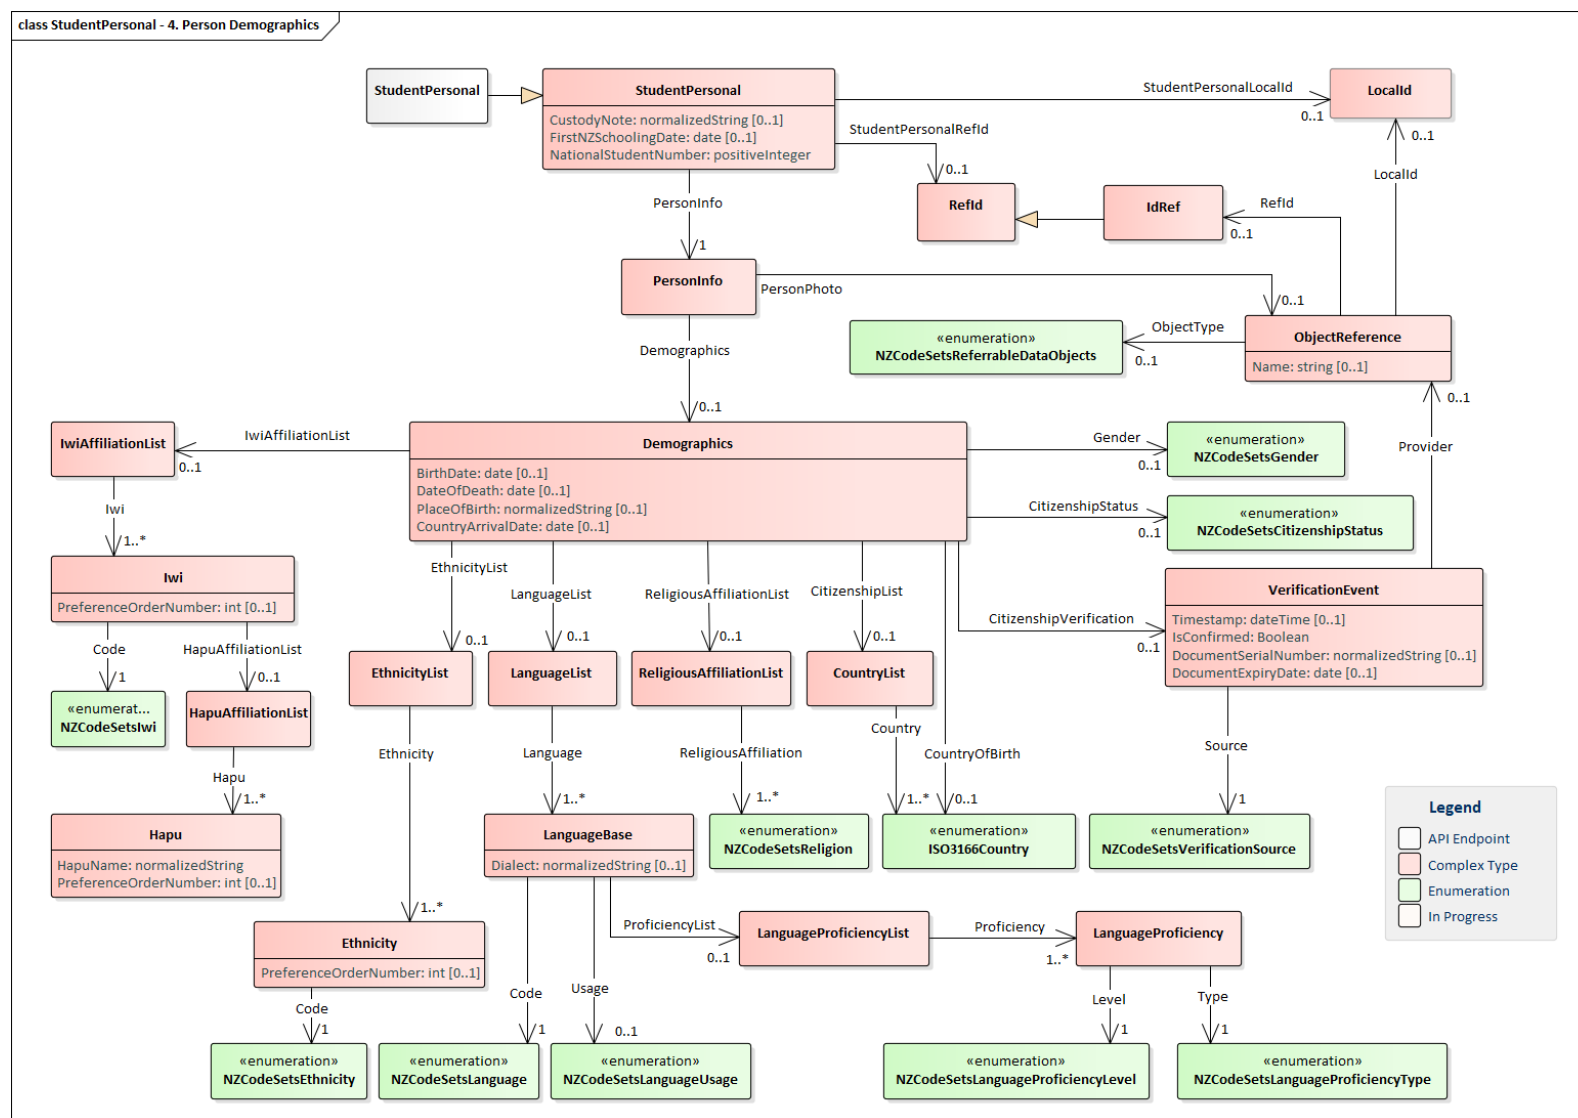 class StudentPersonal - 4. Person Demographics
StudentPersonal
StudentPersonal
CustodyNote: normalizedString [0..1]
FirstNZSchoolingDate: date [0..1]
NationalStudentNumber: positiveInteger
StudentPersonalLocalId
0..1
LocalId
StudentPersonalRefId
0..1
0..1
LocalId
RefId
IdRef
RefId
0..1
PersonInfo
1
PersonInfo
PersonPhoto
0..1
ObjectReference
Name: string [0..1]
ObjectType
0..1
«enumeration»
NZCodeSetsReferrableDataObjects
Demographics
0..1
0..1
Provider
IwiAffiliationList
IwiAffiliationList
0..1
Demographics
BirthDate: date [0..1]
DateOfDeath: date [0..1]
PlaceOfBirth: normalizedString [0..1]
CountryArrivalDate: date [0..1]
Gender
0..1
«enumeration»
NZCodeSetsGender
CitizenshipStatus
0..1
«enumeration»
NZCodeSetsCitizenshipStatus
Iwi
1..*
Iwi
PreferenceOrderNumber: int [0..1]
EthnicityList
0..1
LanguageList
0..1
ReligiousAffiliationList
0..1
CitizenshipList
0..1
CitizenshipVerification
0..1
VerificationEvent
Timestamp: dateTime [0..1]
IsConfirmed: Boolean
DocumentSerialNumber: normalizedString [0..1]
DocumentExpiryDate: date [0..1]
Code
1
HapuAffiliationList
0..1
«enumerat...
NZCodeSetsIwi
HapuAffiliationList
EthnicityList
LanguageList
ReligiousAffiliationList
CountryList
Hapu
1..*
Ethnicity
1..*
Language
1..*
ReligiousAffiliation
1..*
Country
1..*
CountryOfBirth
0..1
Source
1
Hapu
HapuName: normalizedString
PreferenceOrderNumber: int [0..1]
LanguageBase
Dialect: normalizedString [0..1]
«enumeration»
NZCodeSetsReligion
«enumeration»
ISO3166Country
«enumeration»
NZCodeSetsVerificationSource
Legend
API Endpoint
Complex Type
Enumeration
In Progress
Ethnicity
PreferenceOrderNumber: int [0..1]
ProficiencyList
0..1
LanguageProficiencyList
Proficiency
1..*
LanguageProficiency
Code
1
Code
1
Usage
0..1
Level
1
Type
1
«enumeration»
NZCodeSetsEthnicity
«enumeration»
NZCodeSetsLanguage
«enumeration»
NZCodeSetsLanguageUsage
«enumeration»
NZCodeSetsLanguageProficiencyLevel
«enumeration»
NZCodeSetsLanguageProficiencyType